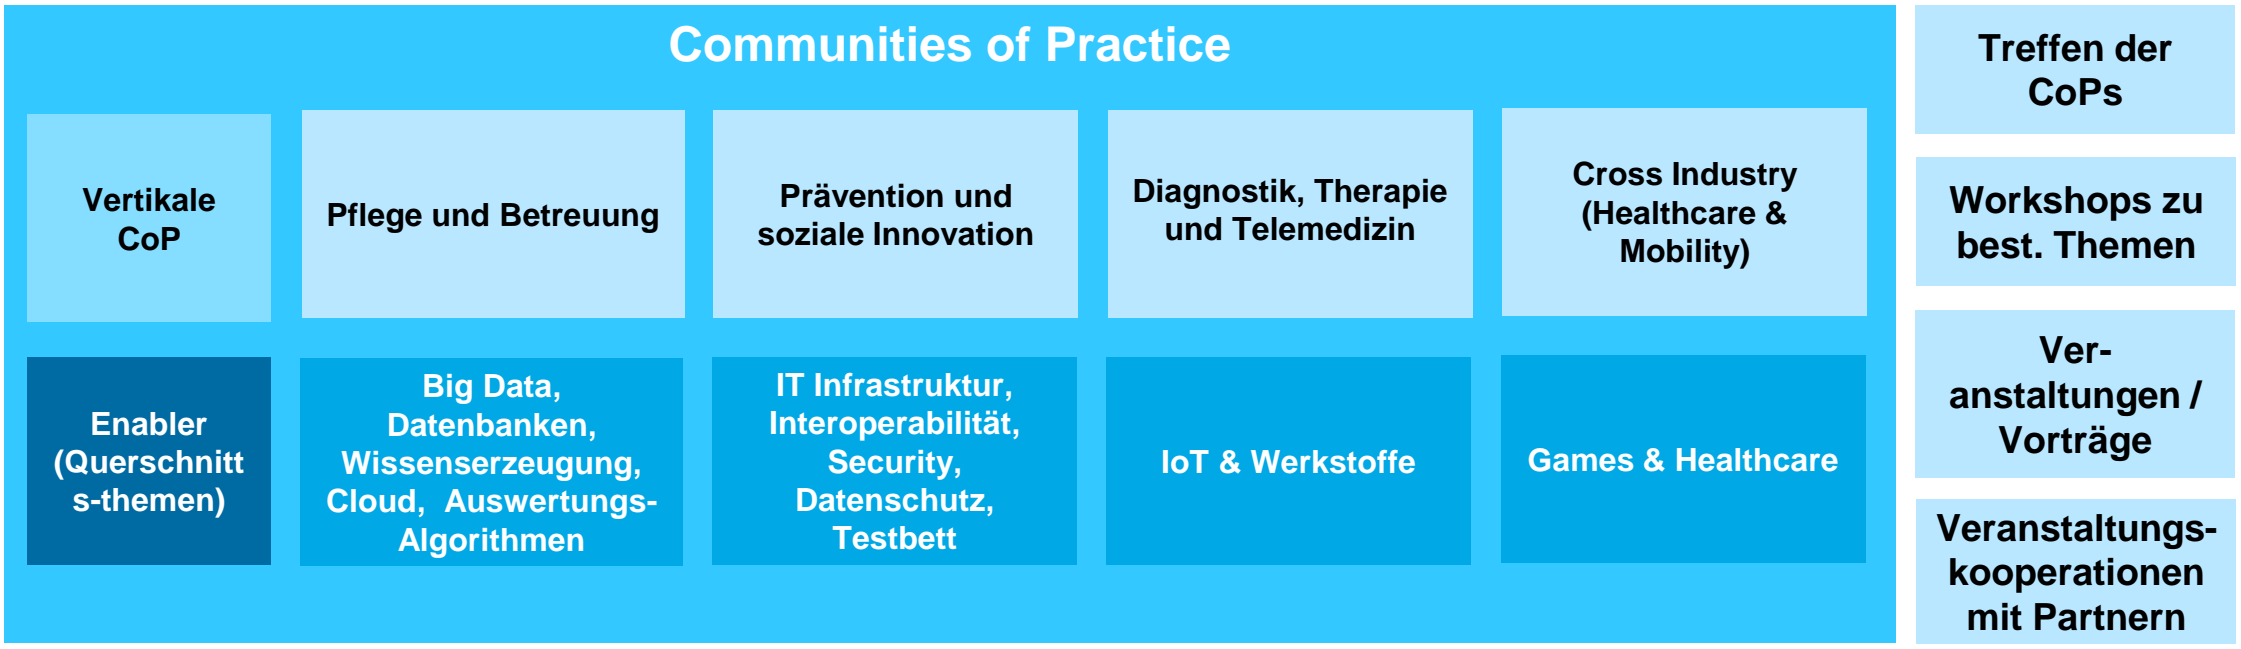 Communities of Practice
Vertikale
CoP
Pflege und Betreuung
Prävention und
soziale Innovation
Diagnostik, Therapie
und Telemedizin
Cross Industry
(Healthcare &
Mobility)
Enabler
(Querschnitt
s-themen)
Big Data,
Datenbanken,
Wissenserzeugung,
Cloud,  Auswertungs-
Algorithmen
IT Infrastruktur,
Interoperabilität,
Security,
Datenschutz,
Testbett
IoT & Werkstoffe
Games & Healthcare
Treffen der
CoPs
Workshops zu
best. Themen
Ver-
anstaltungen /
Vorträge
Veranstaltungs-
kooperationen
mit Partnern